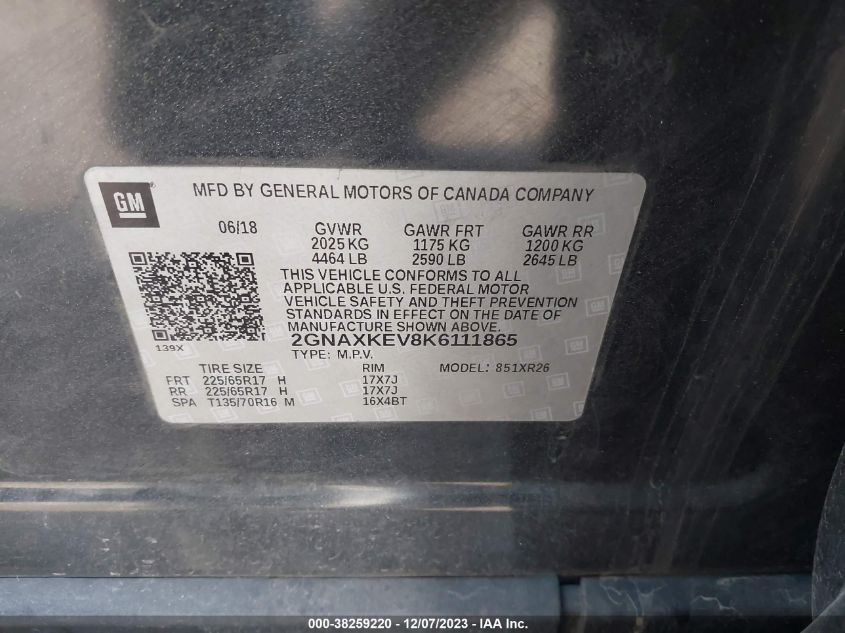 GM
MFD BY GENERAL MOTORS OF CANADA COMPANY
06/18 GVWR GAWR FRT GAWR RR
2025 KG 1175 KG 1200 KG
4464 LB 2590 LB 2645 LB
THIS VEHICLE CONFORMS TO ALL
APPLICABLE U.S. FEDERAL MOTOR
VEHICLE SAFETY AND THEFT PREVENTION
STANDARDS IN EFFECT ON THE DATE OF
MANUFACTURE SHOWN ABOVE.
2GNAXKEV8K6111865
139X
TYPE: M.P.V.
TIRE SIZE RIM MODEL: 851XR26
FRT 225/65R17 H 17X7J
RR 225/65R17 H 17X7J
SPA T135/70R16 M 16X4BT
000-38259220 - 12/07/2023 - IAA Inc.